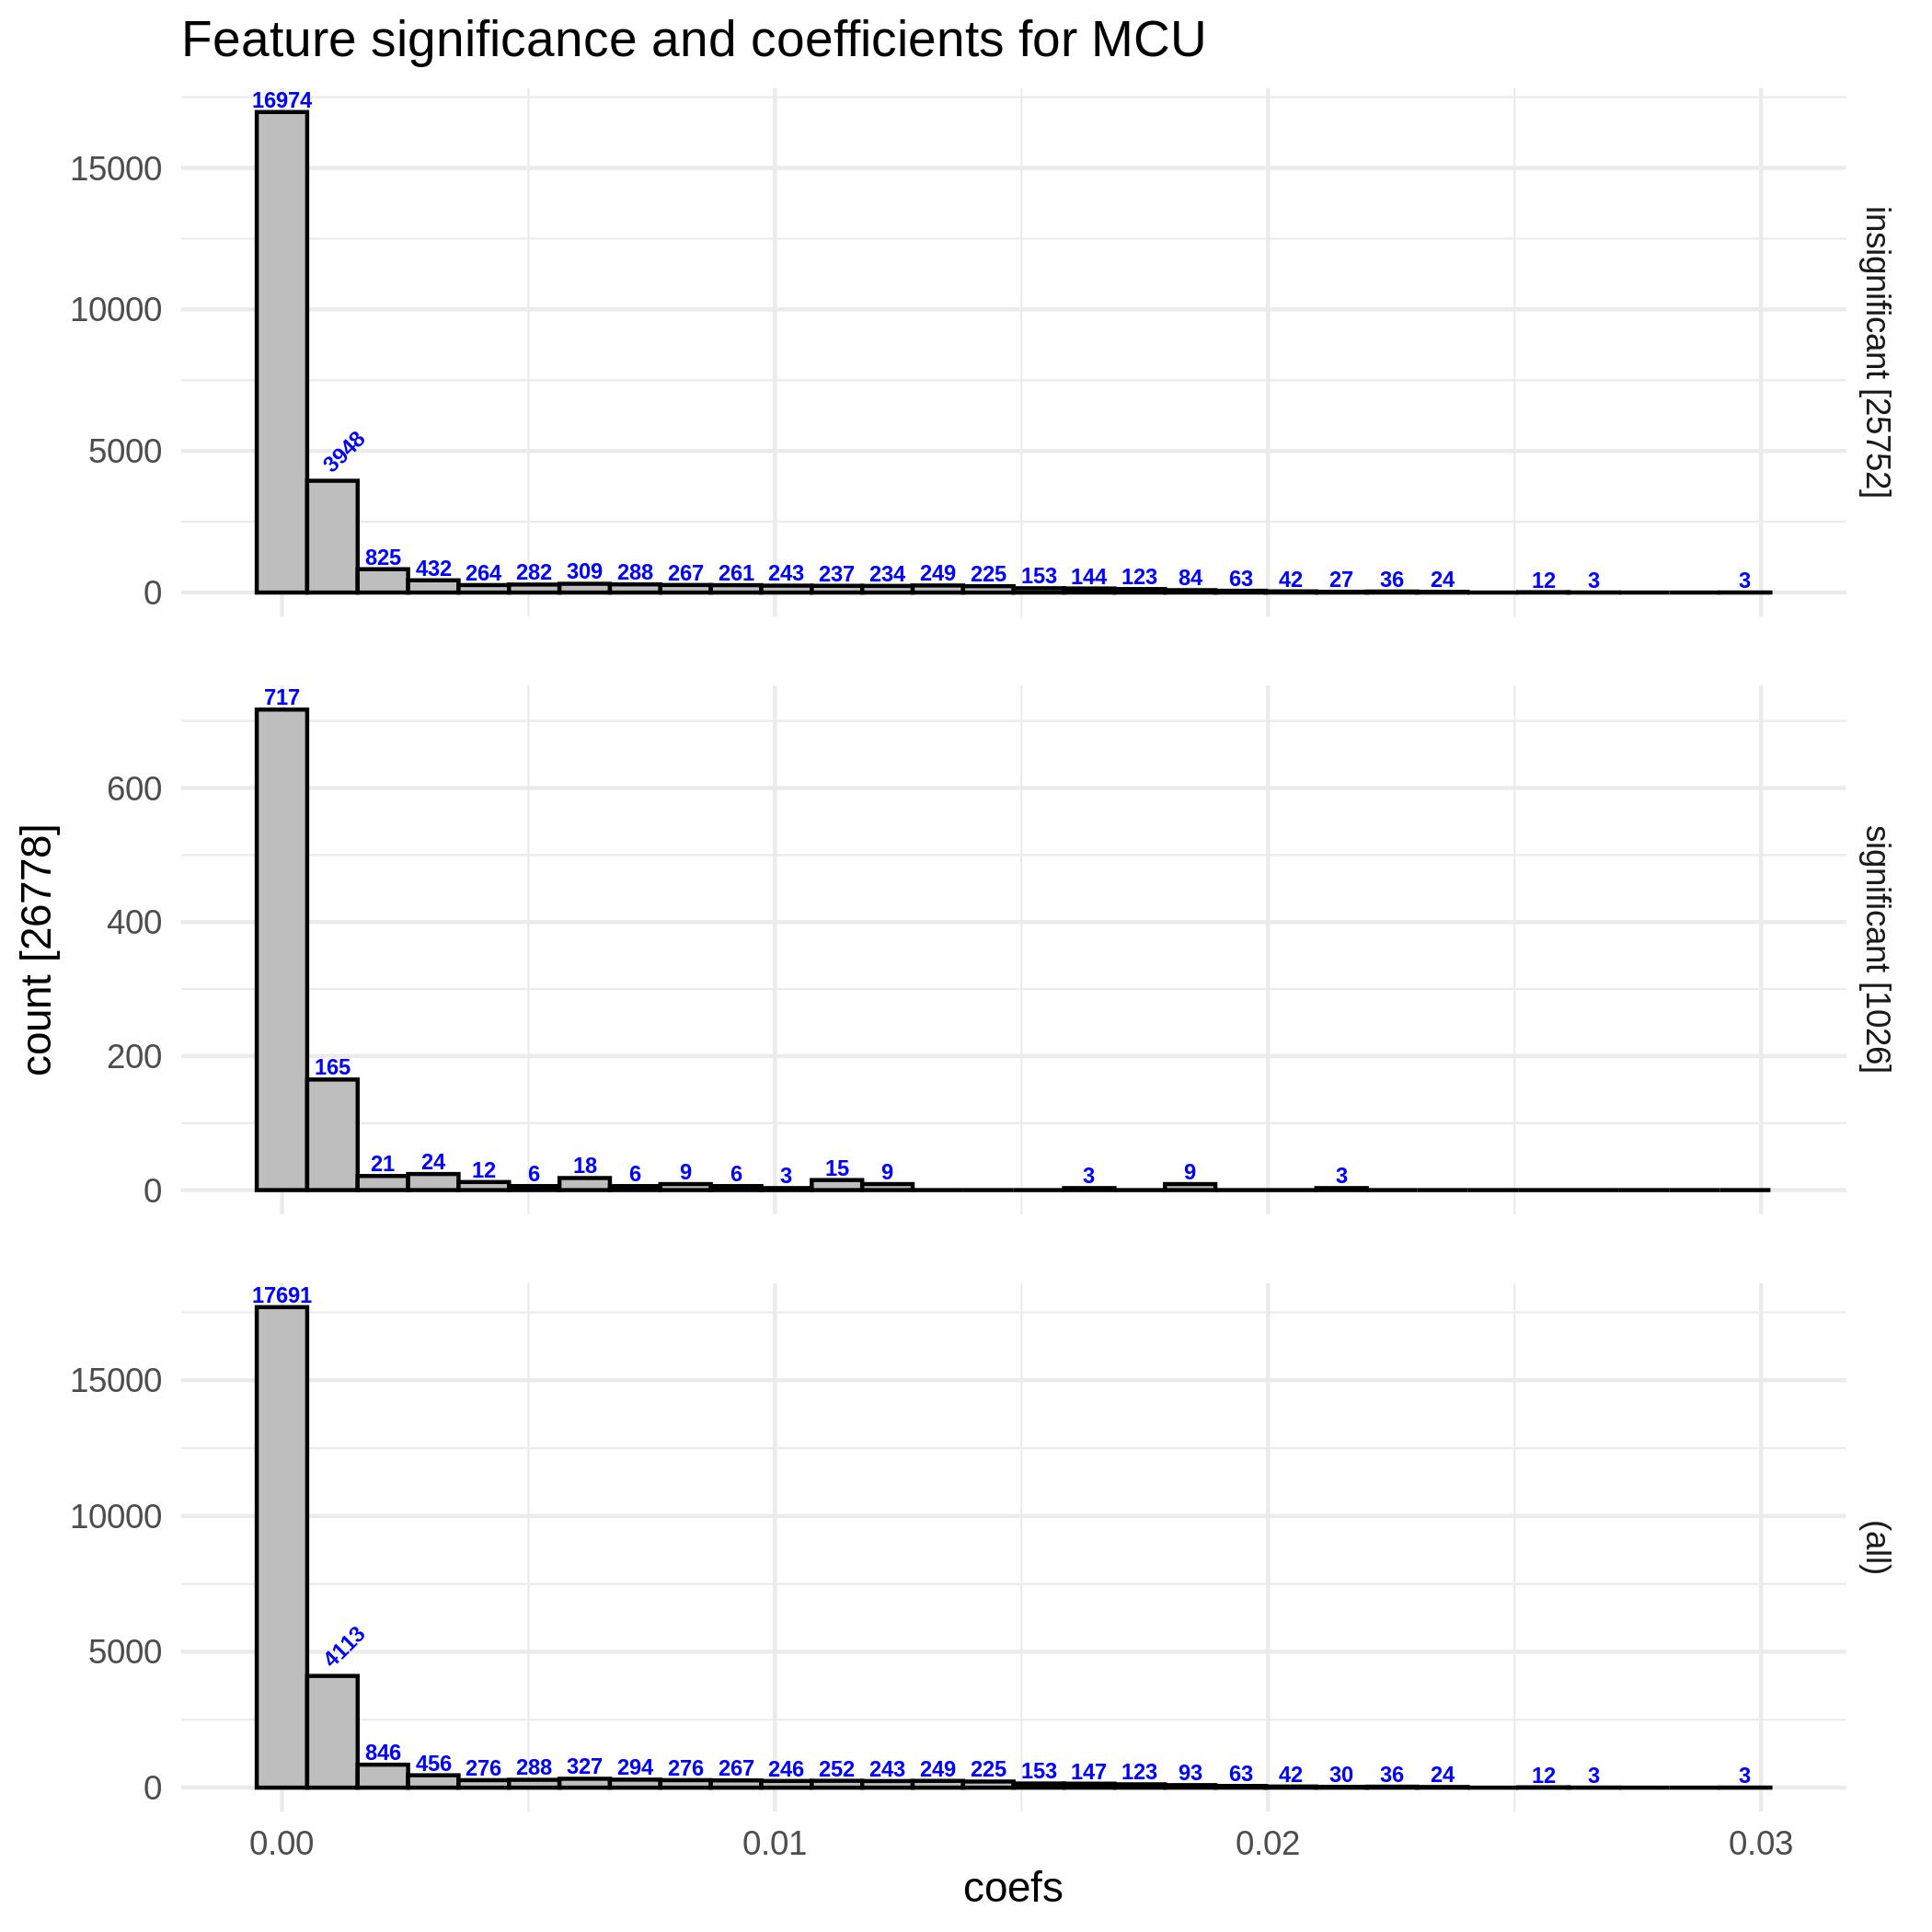 Feature significance and coefficients for MCU
count [26778]
15000
10000
5000
0
16974
3948
825 432 264 282 309 288 267 261 243 237 234 249 225 153 144 123 84 63 42 27 36 24 12 3 3
insignificant [25752]
600
400
200
0
717
165
21 24 12 6 18 6 9 6 3 15 9 3 9 3
significant [1026]
15000
10000
5000
0
17691
4113
846 456 276 288 327 294 276 267 246 252 243 249 225 153 147 123 93 63 42 30 36 24 12 3 3
(all)
0.00 0.01 0.02 0.03
coefs